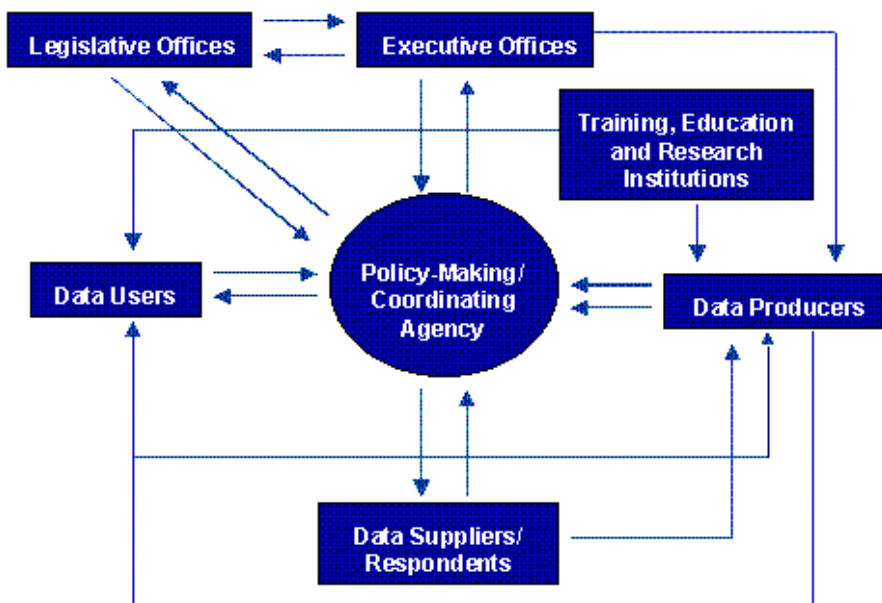 Legislative Offices
Executive Offices
Training, Education
and Research
Institutions
Policy-Making/
Coordinating
Agency
Data Users
Data Producers
Data Suppliers/
Respondents